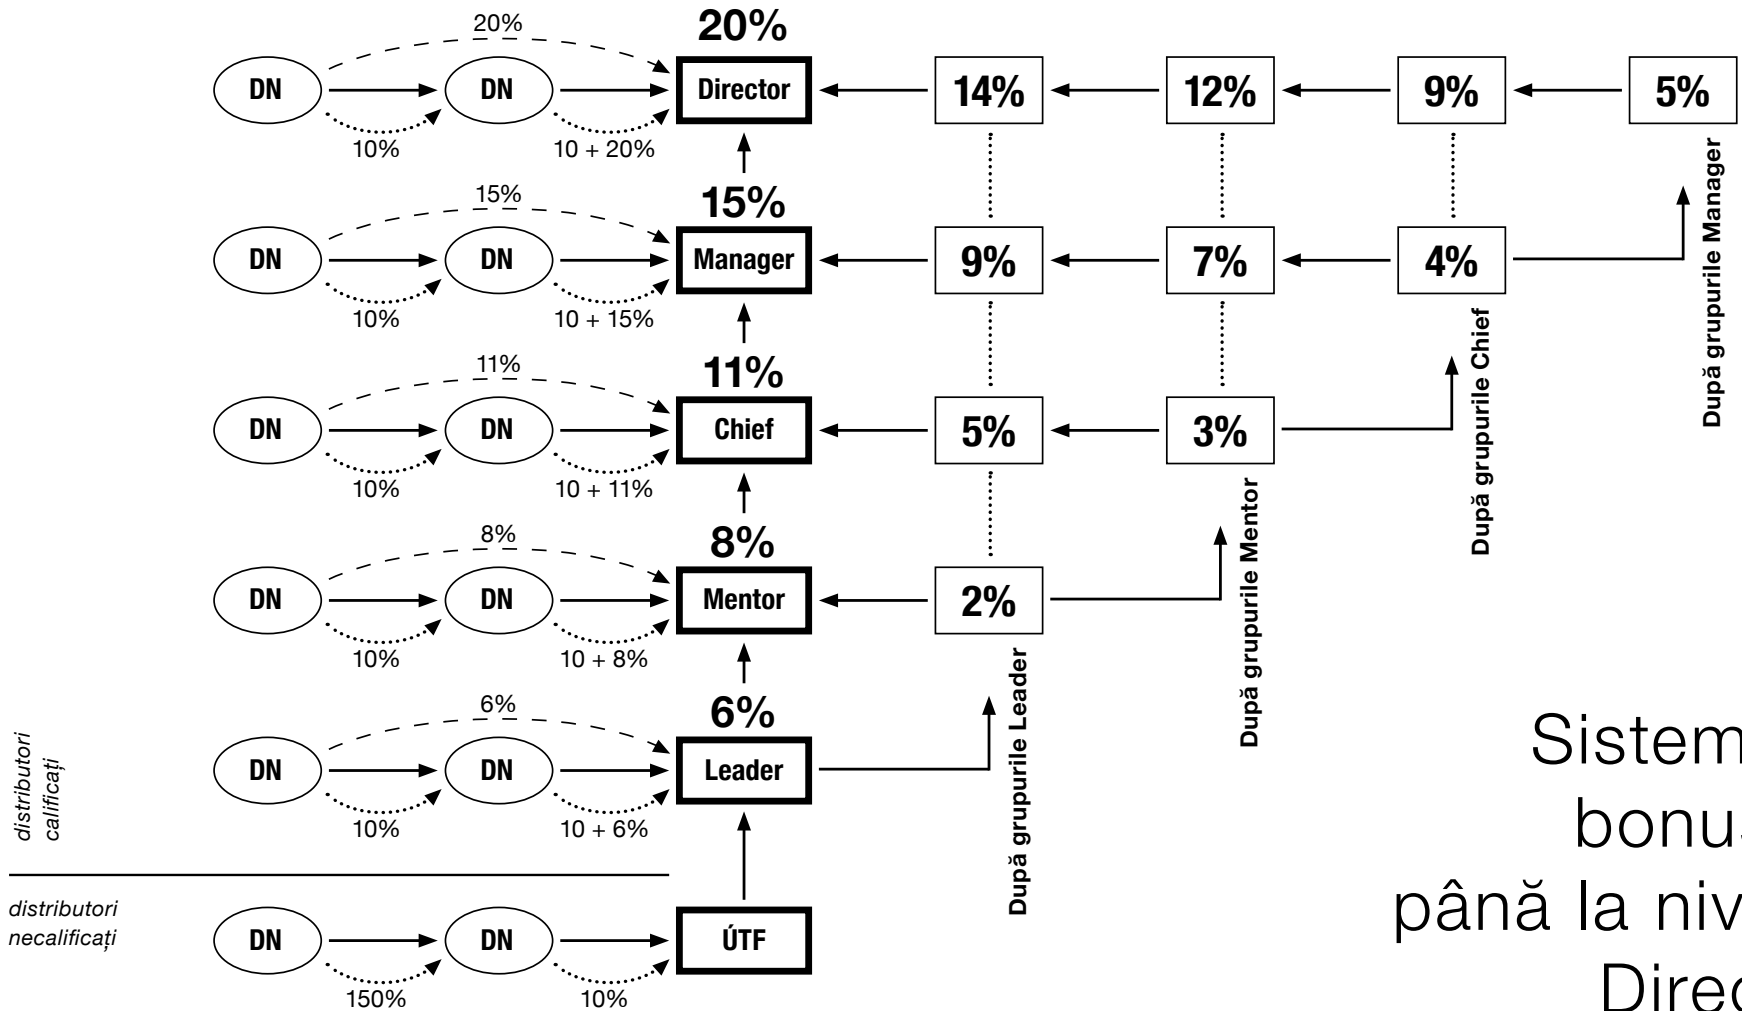 20%
20%
DN
DN
Director
14%
12%
9%
5%
10%
10 + 20%
15%
15%
DN
DN
Manager
9%
7%
4%
După grupurile Manager
10%
10 + 15%
11%
11%
DN
DN
Chief
5%
3%
După grupurile Chief
10%
10 + 11%
8%
8%
DN
DN
Mentor
2%
După grupurile Mentor
10%
10 + 8%
6%
6%
DN
DN
Leader
După grupurile Leader
10%
10 + 6%
distributori
calificați
distributori
necalificați
DN
DN
ÚTF
150%
10%
Sistem
bonus
până la niv
Direc